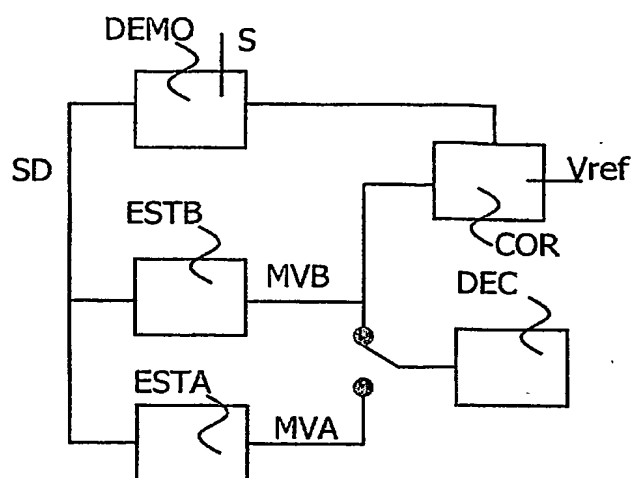 DEMO
S
SD
Vref
ESTB
COR
MVB
DEC
ESTA
MVA